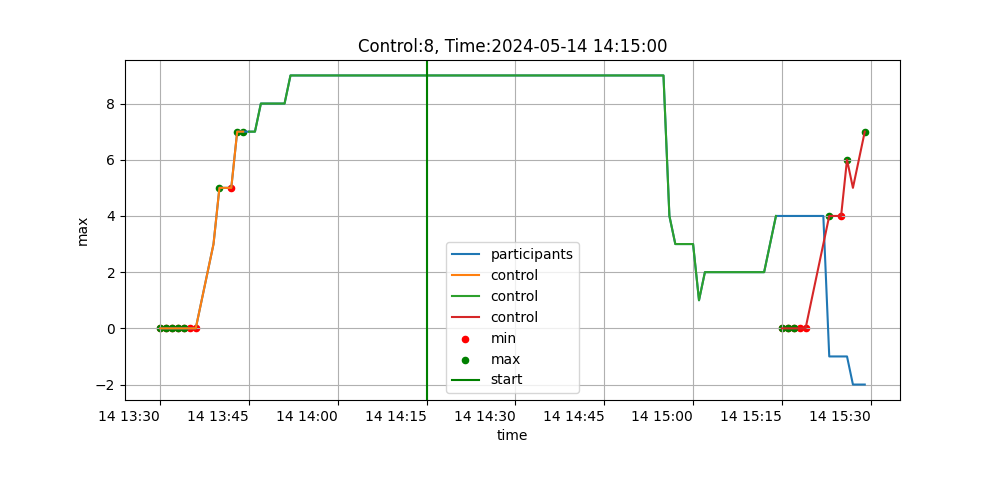 Control:8, Time:2024-05-14 14:15:00
max
8
6
4
2
0
−2
participants
control
control
control
min
max
start
14 13:30 14 13:45 14 14:00 14 14:15 14 14:30 14 14:45 14 15:00 14 15:15 14 15:30
time